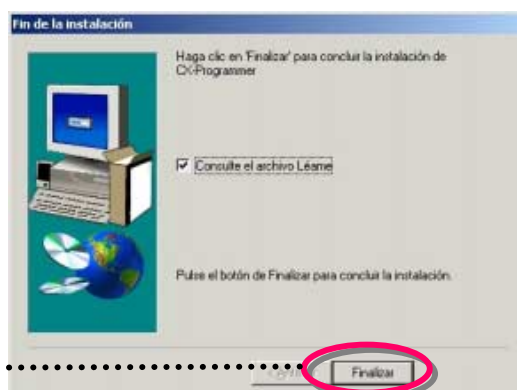 Fin de la instalación
Haga clic en 'Finalizar' para concluir la instalación de
CX-Programmer
Consulte el archivo Léame
Pulse el botón de Finalizar para concluir la instalación.
Finalizar